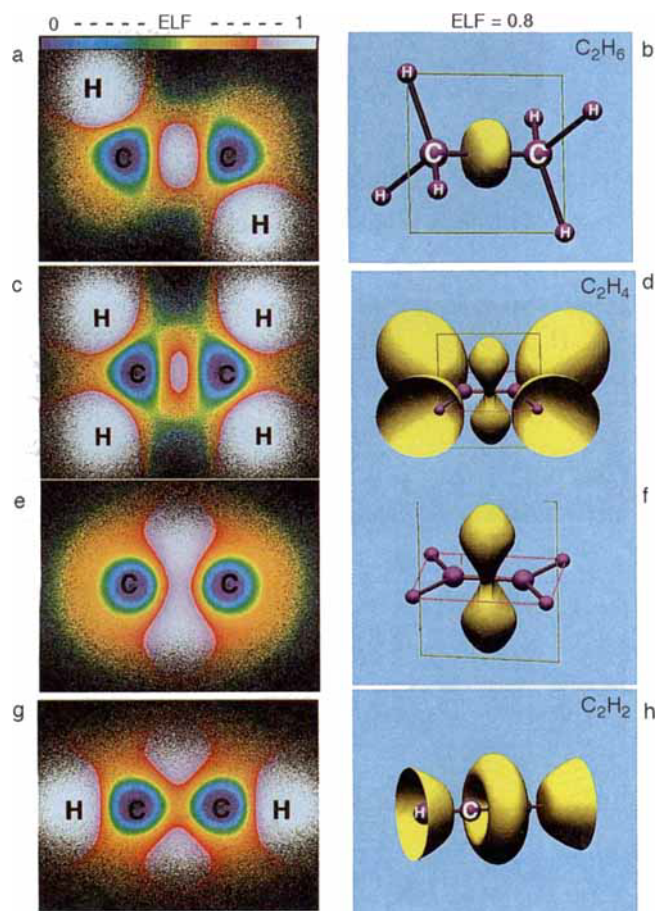 0 - - - - - - ELF - - - - - - 1
ELF = 0.8
a
H
C C
H
b
C₂H₆
H
H
H
C C
H
H
H
c
H H
C C
H H
d
C₂H₄
e
C C
f
g
H C C H
h
C₂H₂
H C